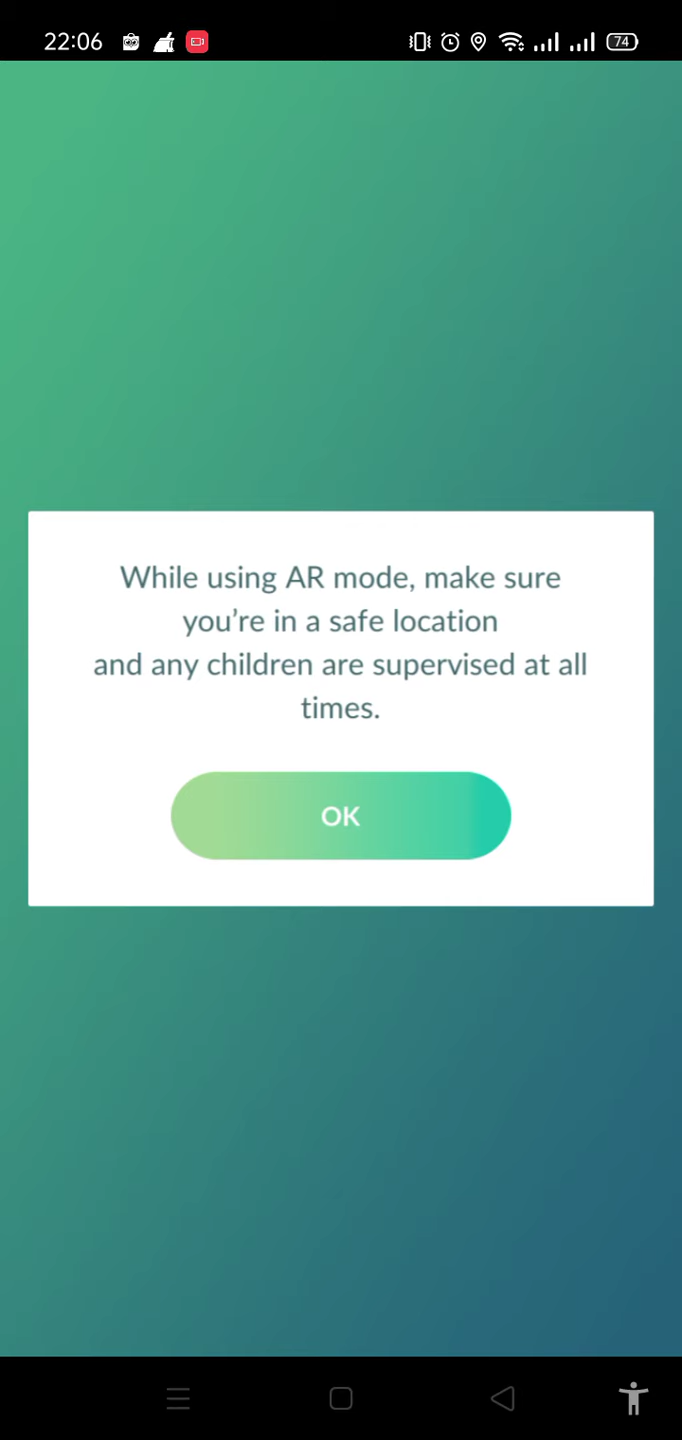 22:06
74
While using AR mode, make sure
you’re in a safe location
and any children are supervised at all
times.
OK